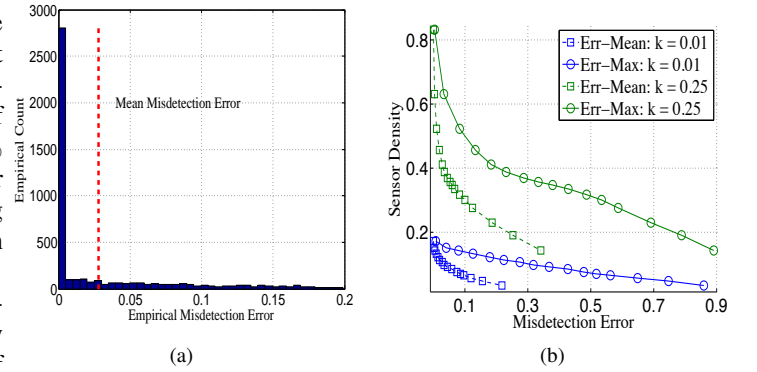 3000
2500
2000
1500
1000
500
0
Empirical Count
Mean Misdetection Error
0 0.05 0.1 0.15 0.2
Empirical Misdetection Error
(a)
0.8
0.6
0.4
0.2
Sensor Density
Err-Mean: k = 0.01
Err-Max: k = 0.01
Err-Mean: k = 0.25
Err-Max: k = 0.25
0.1 0.3 0.5 0.7 0.9
Misdetection Error
(b)